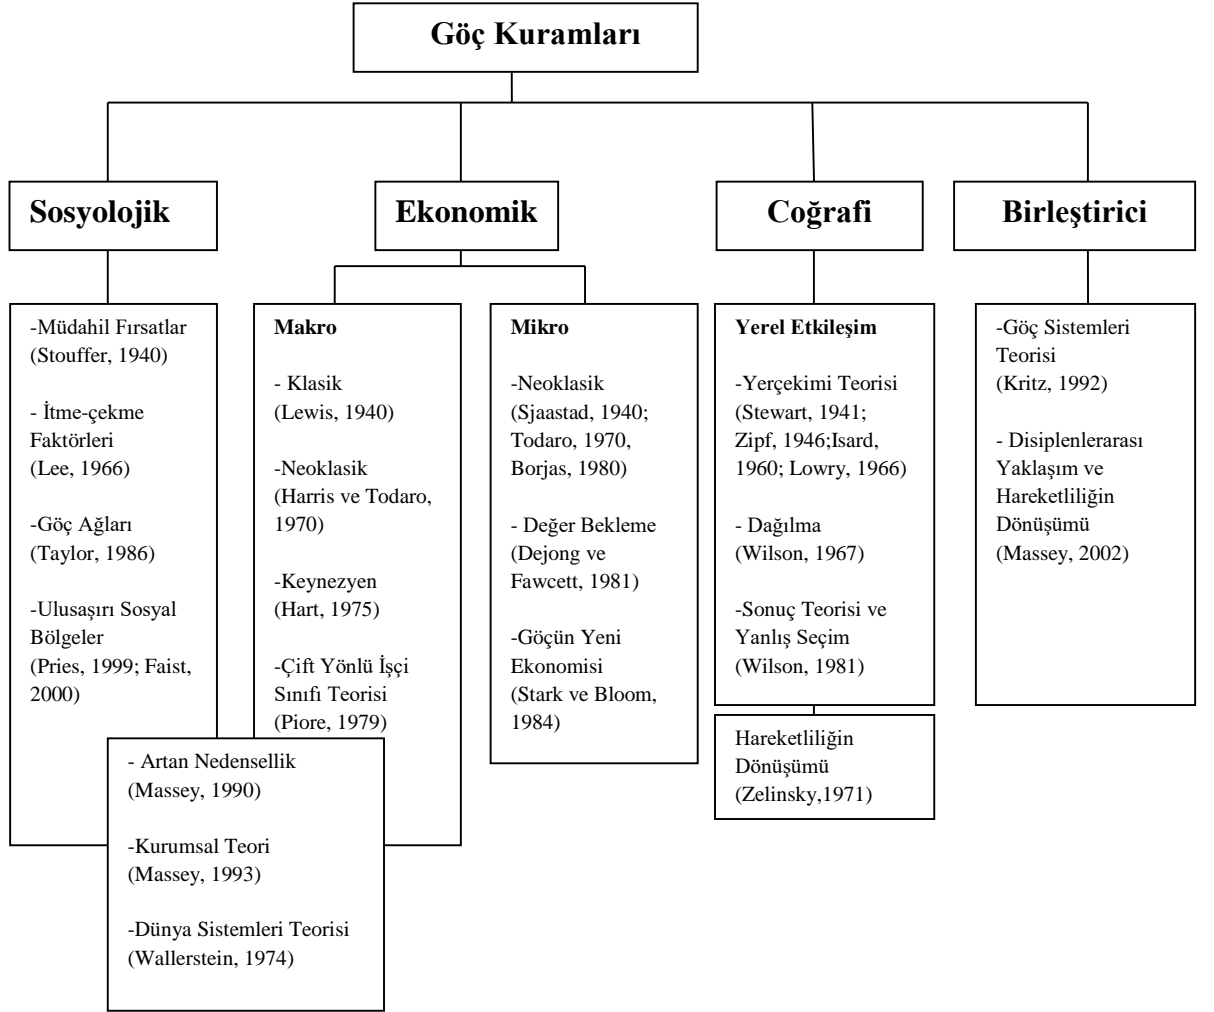 Göç Kuramları
Sosyolojik
Ekonomik
Coğrafi
Birleştirici
-Müdahil Fırsatlar
(Stouffer, 1940)
- İtme-çekme
Faktörleri
(Lee, 1966)
-Göç Ağları
(Taylor, 1986)
-Ulusaşırı Sosyal
Bölgeler
(Pries, 1999; Faist,
2000)
Makro
- Klasik
(Lewis, 1940)
-Neoklasik
(Harris ve Todaro,
1970)
-Keynezyen
(Hart, 1975)
-Çift Yönlü İşçi
Sınıfı Teorisi
(Piore, 1979)
- Artan Nedensellik
(Massey, 1990)
-Kurumsal Teori
(Massey, 1993)
-Dünya Sistemleri Teorisi
(Wallerstein, 1974)
Mikro
-Neoklasik
(Sjaastad, 1940;
Todaro, 1970,
Borjas, 1980)
- Değer Bekleme
(Dejong ve
Fawcett, 1981)
-Göçün Yeni
Ekonomisi
(Stark ve Bloom,
1984)
Yerel Etkileşim
-Yerçekimi Teorisi
(Stewart, 1941;
Zipf, 1946;Isard,
1960; Lowry, 1966)
- Dağılma
(Wilson, 1967)
-Sonuç Teorisi ve
Yanlış Seçim
(Wilson, 1981)
Hareketliliğin
Dönüşümü
(Zelinsky,1971)
-Göç Sistemleri
Teorisi
(Kritz, 1992)
- Disiplenlerarası
Yaklaşım ve
Hareketliliğin
Dönüşümü
(Massey, 2002)